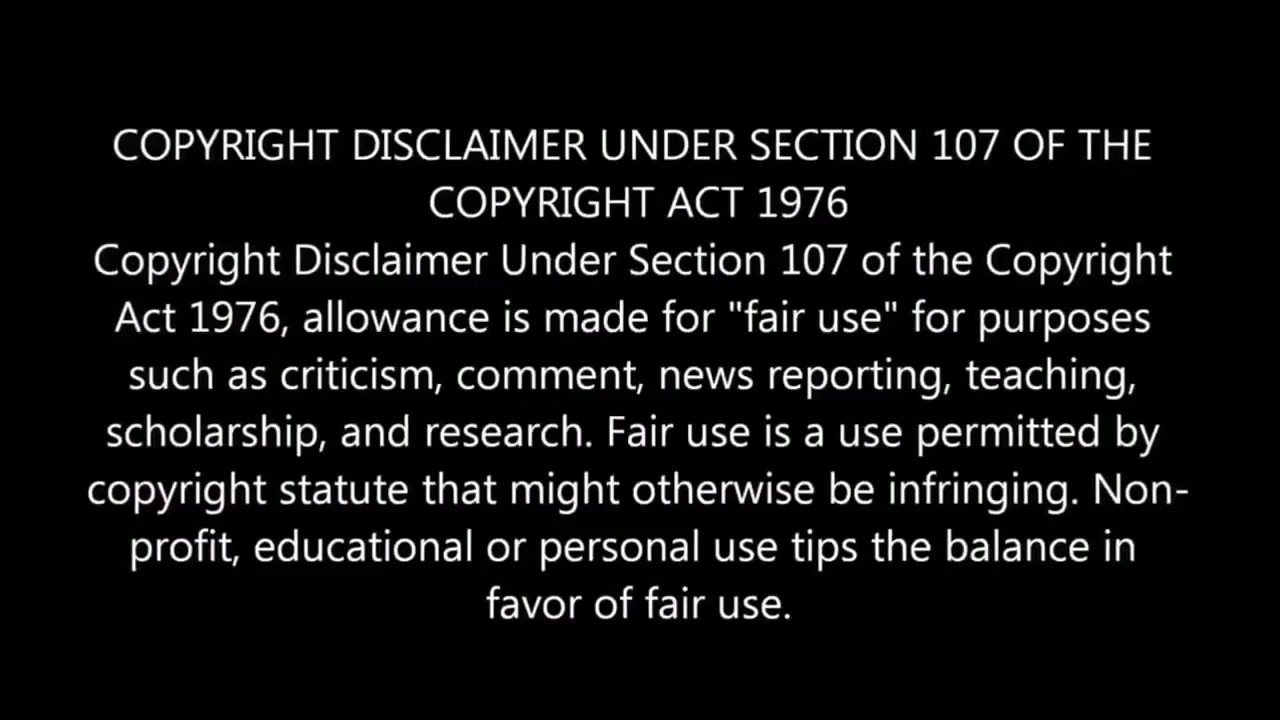 COPYRIGHT DISCLAIMER UNDER SECTION 107 OF THE
COPYRIGHT ACT 1976
Copyright Disclaimer Under Section 107 of the Copyright
Act 1976, allowance is made for "fair use" for purposes
such as criticism, comment, news reporting, teaching,
scholarship, and research. Fair use is a use permitted by
copyright statute that might otherwise be infringing. Non-
profit, educational or personal use tips the balance in
favor of fair use.